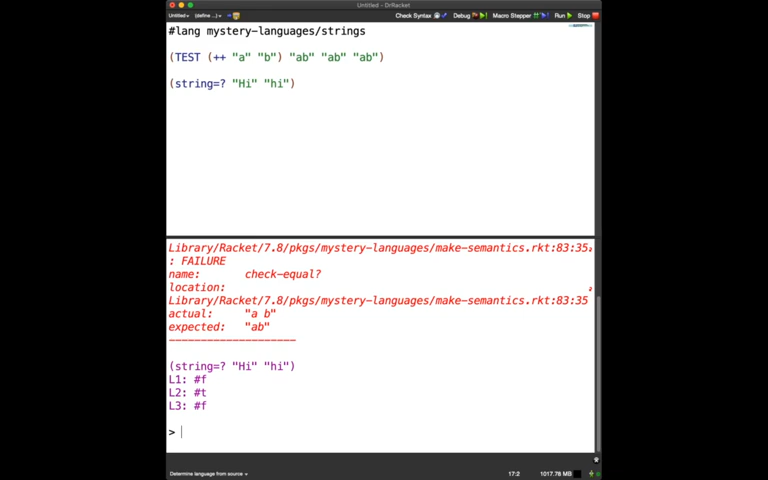 Untitled - DrRacket
Untitled (define ...) Check Syntax Debug Macro Stepper Run Stop
#lang mystery-languages/strings
(TEST (++ "a" "b") "ab" "ab" "ab")
(string=? "Hi" "hi")
Library/Racket/7.8/pkgs/mystery-languages/make-semantics.rkt:83:35
: FAILURE
name: check-equal?
location:
Library/Racket/7.8/pkgs/mystery-languages/make-semantics.rkt:83:35
actual: "a b"
expected: "ab"
--------------------
(string=? "Hi" "hi")
L1: #f
L2: #t
L3: #f
>
Determine language from source 17:2 1017.78 MB